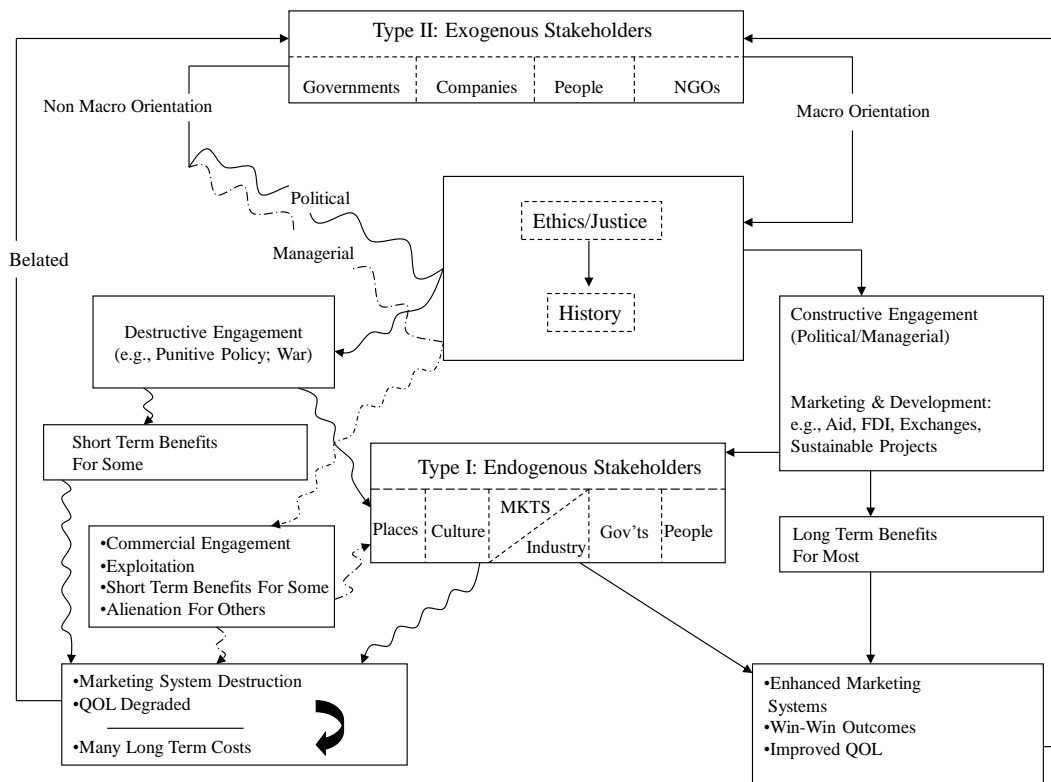 Type II: Exogenous Stakeholders
Governments
Companies
People
NGOs
Non Macro Orientation
Macro Orientation
Political
Managerial
Belated
Ethics/Justice
History
Destructive Engagement
(e.g., Punitive Policy; War)
Constructive Engagement
(Political/Managerial)
Marketing & Development:
e.g., Aid, FDI, Exchanges,
Sustainable Projects
Short Term Benefits
For Some
Type I: Endogenous Stakeholders
Places
Culture
MKTS
Industry
Gov'ts
People
•Commercial Engagement
•Exploitation
•Short Term Benefits For Some
•Alienation For Others
Long Term Benefits
For Most
•Marketing System Destruction
•QOL Degraded
•Many Long Term Costs
•Enhanced Marketing
Systems
•Win-Win Outcomes
•Improved QOL